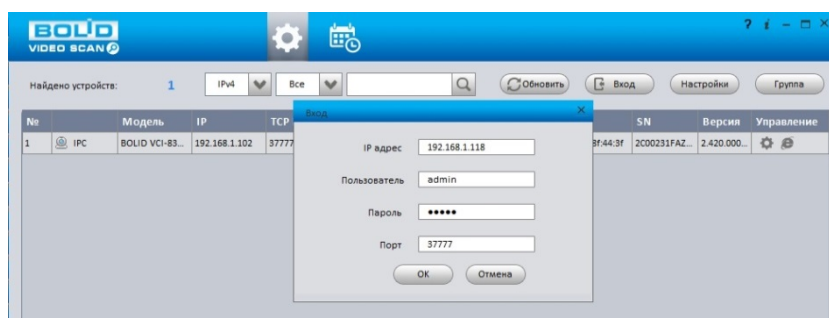 BOLID
VIDEO SCAN
? i
Найдено устройств: 1 IPv4 Все Обновить Вход Настройки Группа
№ Модель IP TCP SN Версия Управление
1 IPC BOLID VCI-83... 192.168.1.102 37777 3f:44:3f 2C00231FAZ... 2.420.000...
Вход
IP адрес 192.168.1.118
Пользователь admin
Пароль •••••
Порт 37777
OK Отмена